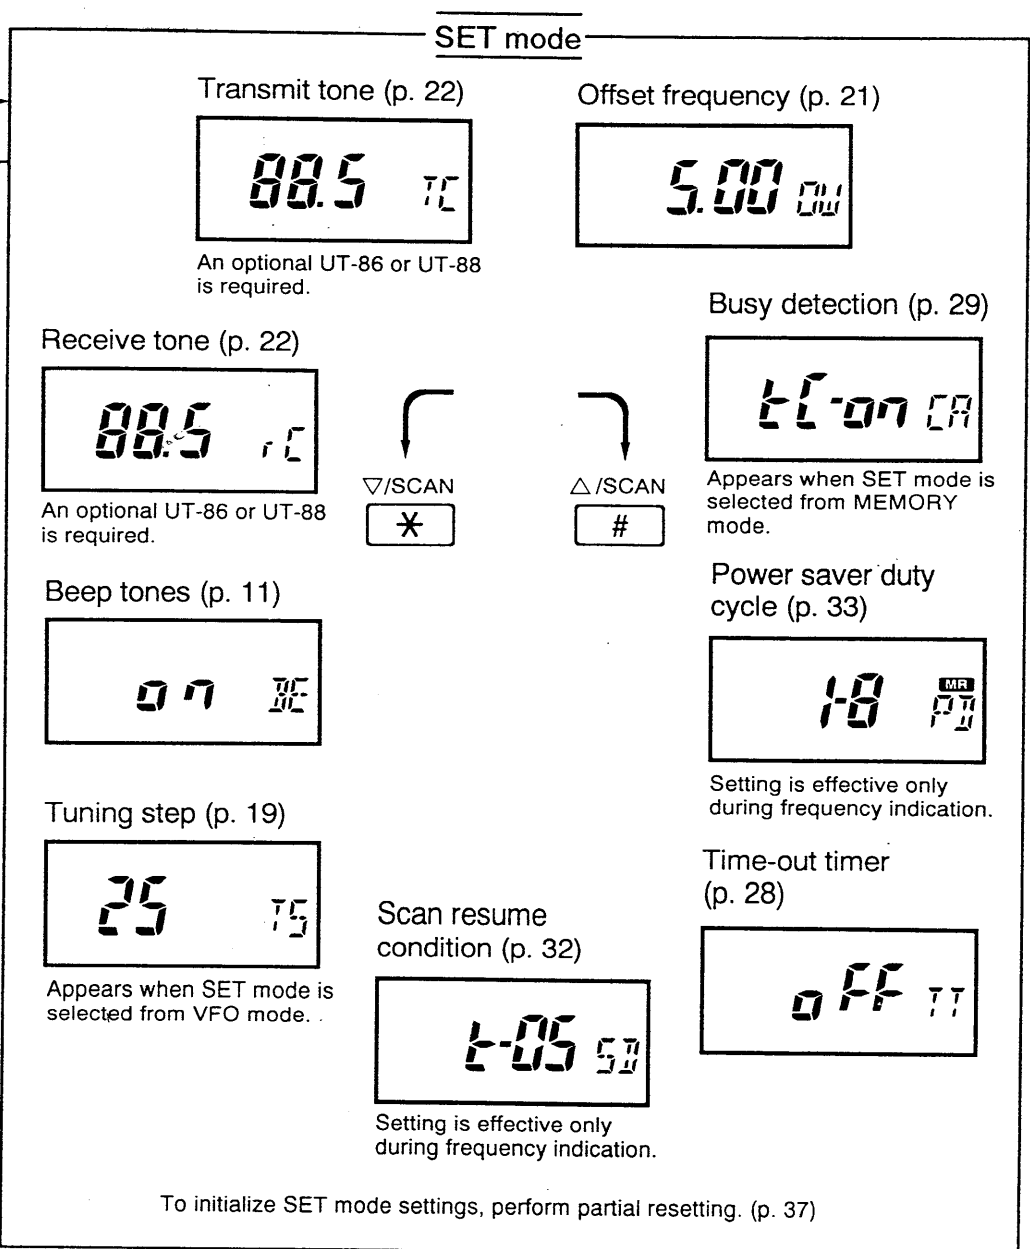 SET mode
Transmit tone (p. 22)
88.5 TC
An optional UT-86 or UT-88
is required.
Offset frequency (p. 21)
5.00 OW
Receive tone (p. 22)
88.5 rC
An optional UT-86 or UT-88
is required.
Busy detection (p. 29)
tC-on CA
Appears when SET mode is
selected from MEMORY
mode.
▽/SCAN
*
△/SCAN
#
Beep tones (p. 11)
on BE
Power saver duty
cycle (p. 33)
1-8 MR PD
Setting is effective only
during frequency indication.
Tuning step (p. 19)
25 TS
Appears when SET mode is
selected from VFO mode.
Scan resume
condition (p. 32)
t-05 SD
Setting is effective only
during frequency indication.
Time-out timer
(p. 28)
oFF TT
To initialize SET mode settings, perform partial resetting. (p. 37)